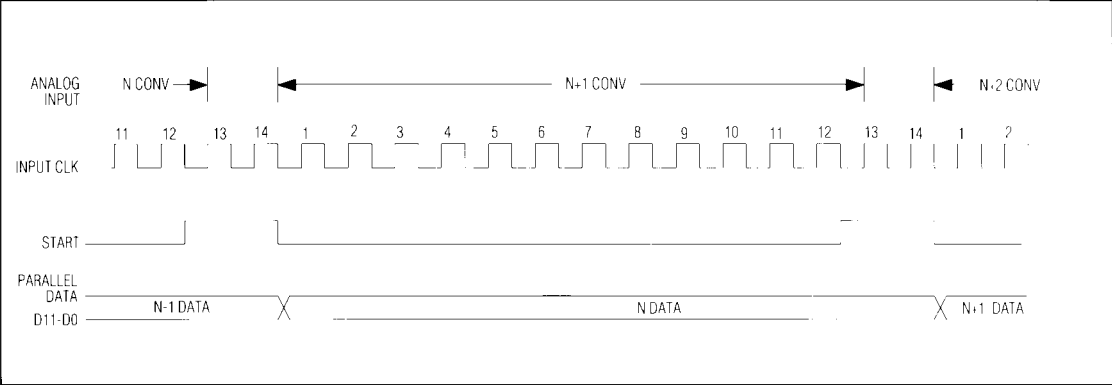 ANALOG INPUT
N CONV
N+1 CONV
N+2 CONV
11 12 13 14 1 2 3 4 5 6 7 8 9 10 11 12 13 14 1 2
INPUT CLK
START
PARALLEL DATA
D11-D0
N-1 DATA
N DATA
N+1 DATA